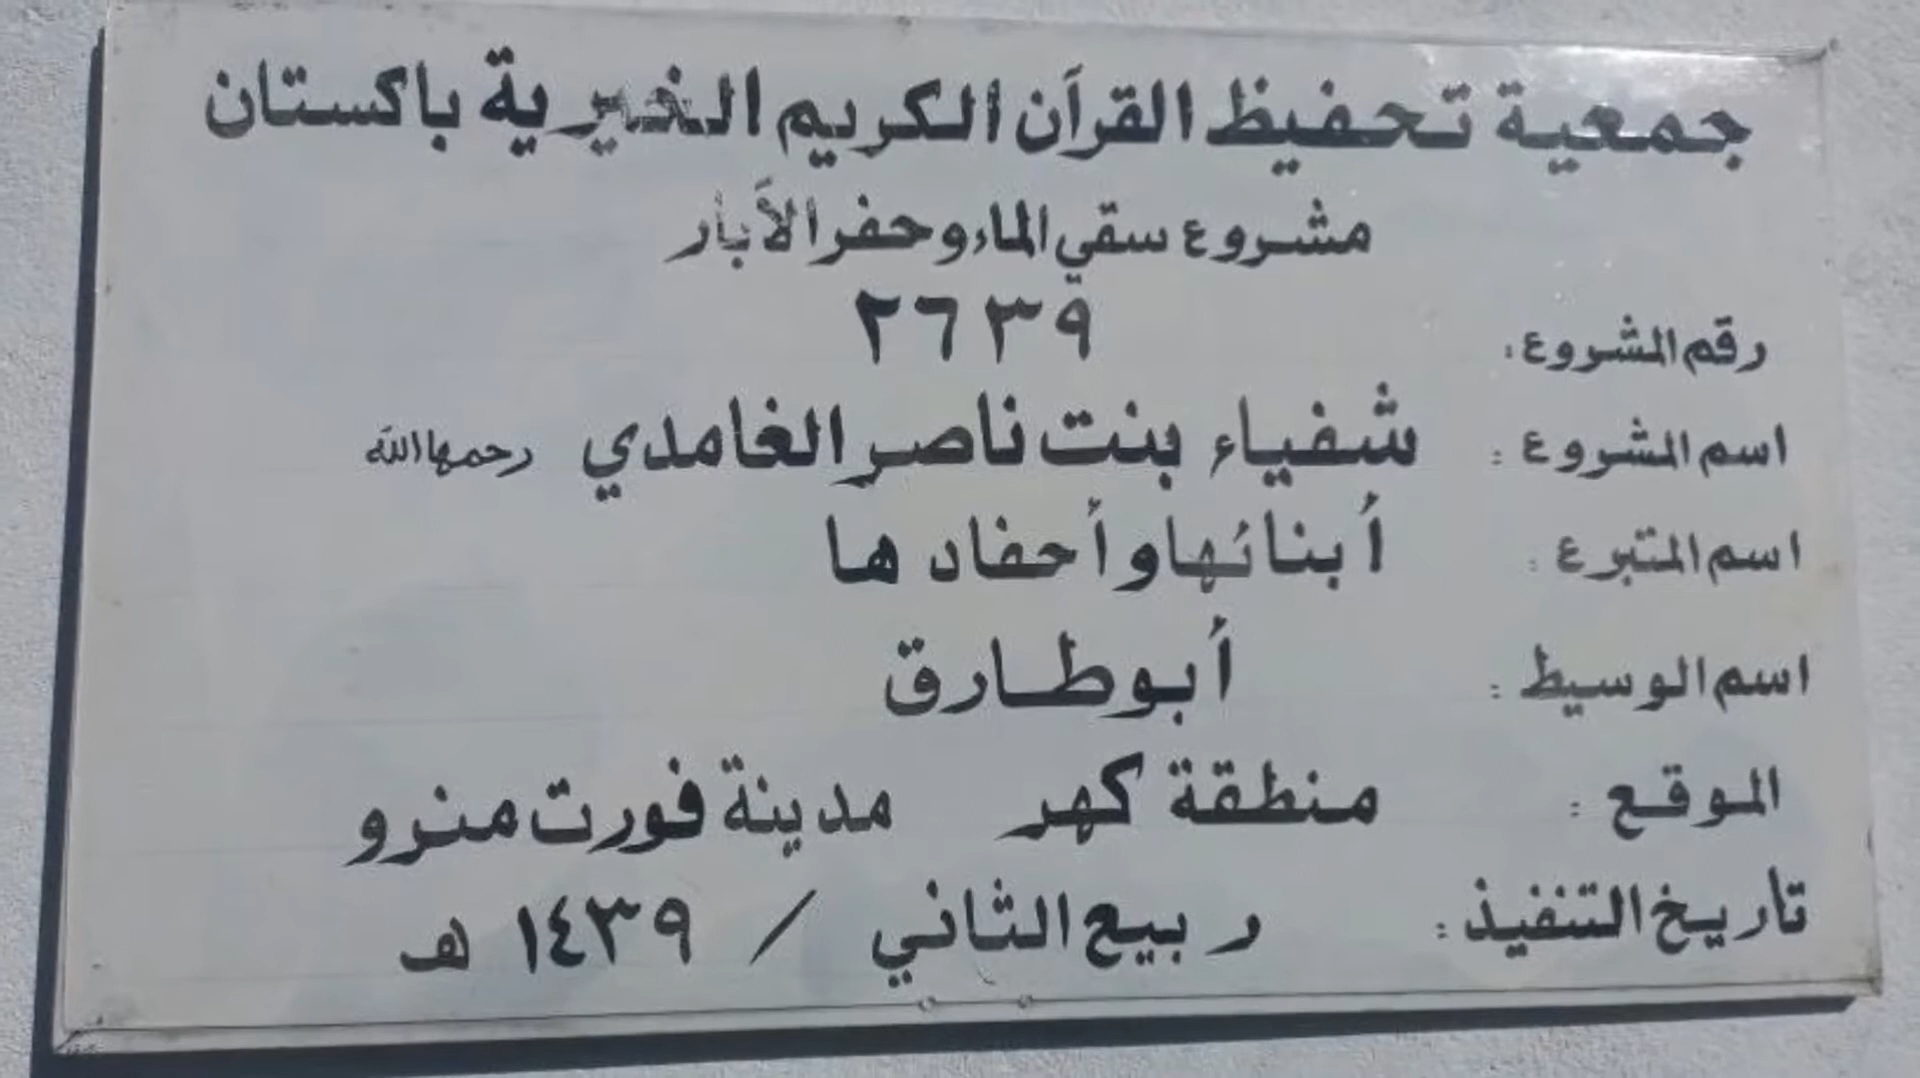 جمعية تحفيظ القرآن الكريم الخيرية باكستان
مشروع سقي الماء وحفر الأبار
رقم المشروع: ٢٦٣٩
اسم المشروع: شفياء بنت ناصر الغامدي رحمها الله
اسم المتبرع: أبنائها وأحفادها
اسم الوسيط: أبو طارق
الموقع: منطقة كهر مدينة فورت منرو
تاريخ التنفيذ: ربيع الثاني / ١٤٣٩ هـ